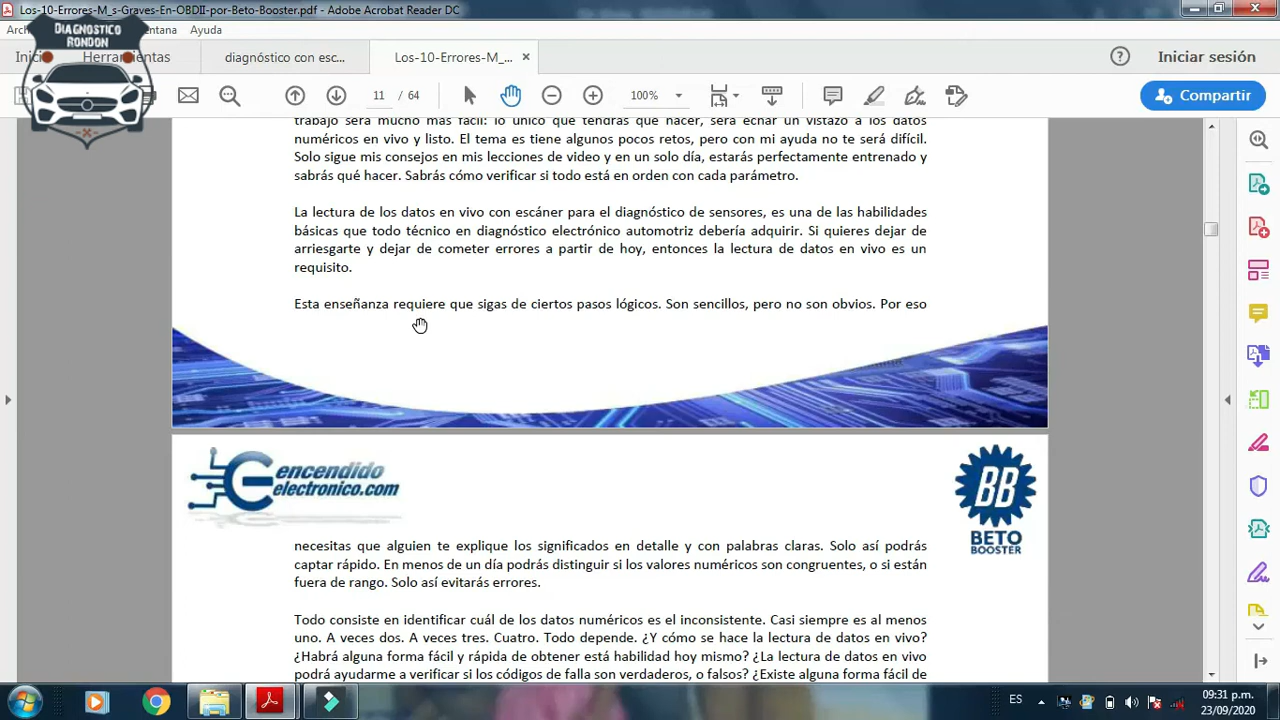 Los-10-Errores-M_s-Graves-En-OBDII-por-Beto-Booster.pdf - Adobe Acrobat Reader DC
DIAGNOSTICO
RONDON
Ayuda
Herramientas
diagnóstico con esc...
Los-10-Errores-M_...
Iniciar sesión
11 / 64
100%
Compartir
trabajo será mucho más fácil: lo único que tendrás que hacer, será echar un vistazo a los datos
numéricos en vivo y listo. El tema es tiene algunos pocos retos, pero con mi ayuda no te será difícil.
Solo sigue mis consejos en mis lecciones de video y en un solo día, estarás perfectamente entrenado y
sabrás qué hacer. Sabrás cómo verificar si todo está en orden con cada parámetro.
La lectura de los datos en vivo con escáner para el diagnóstico de sensores, es una de las habilidades
básicas que todo técnico en diagnóstico electrónico automotriz debería adquirir. Si quieres dejar de
arriesgarte y dejar de cometer errores a partir de hoy, entonces la lectura de datos en vivo es un
requisito.
Esta enseñanza requiere que sigas de ciertos pasos lógicos. Son sencillos, pero no son obvios. Por eso
encendido
electronico.com
BB
BETO
BOOSTER
necesitas que alguien te explique los significados en detalle y con palabras claras. Solo así podrás
captar rápido. En menos de un día podrás distinguir si los valores numéricos son congruentes, o si están
fuera de rango. Solo así evitarás errores.
Todo consiste en identificar cuál de los datos numéricos es el inconsistente. Casi siempre es al menos
uno. A veces dos. A veces tres. Cuatro. Todo depende. ¿Y cómo se hace la lectura de datos en vivo?
¿Habrá alguna forma fácil y rápida de obtener está habilidad hoy mismo? ¿La lectura de datos en vivo
podrá ayudarme a verificar si los códigos de falla son verdaderos, o falsos? ¿Existe alguna forma fácil de
ES
09:31 p.m.
23/09/2020